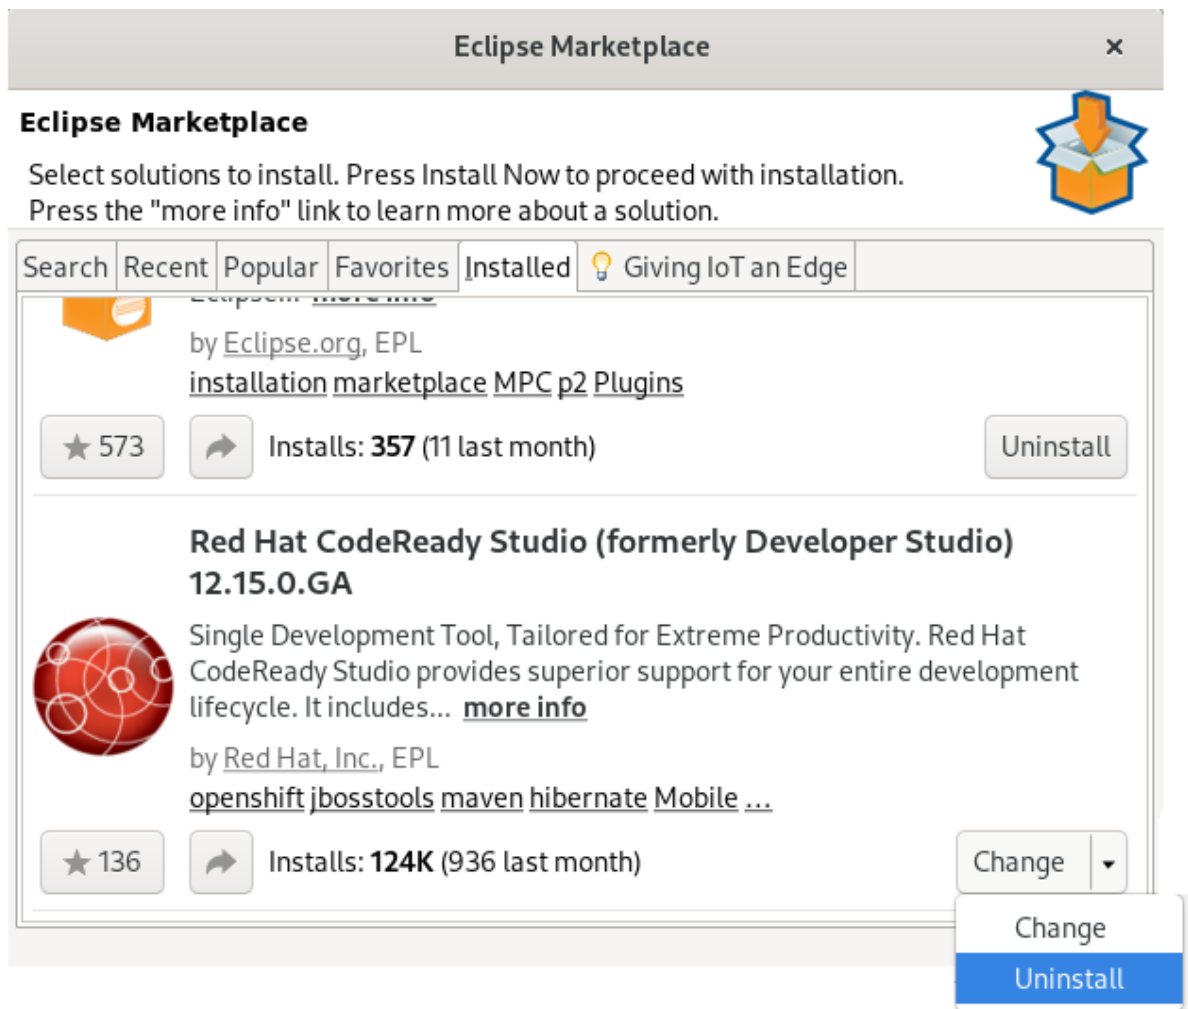 Eclipse Marketplace ×
Eclipse Marketplace
Select solutions to install. Press Install Now to proceed with installation.
Press the "more info" link to learn more about a solution.
Search Recent Popular Favorites Installed Giving IoT an Edge
Eclipse... more info
by Eclipse.org, EPL
installation marketplace MPC p2 Plugins
573 Installs: 357 (11 last month) Uninstall
Red Hat CodeReady Studio (formerly Developer Studio)
12.15.0.GA
Single Development Tool, Tailored for Extreme Productivity. Red Hat
CodeReady Studio provides superior support for your entire development
lifecycle. It includes... more info
by Red Hat, Inc., EPL
openshift jbosstools maven hibernate Mobile ...
136 Installs: 124K (936 last month) Change
Change
Uninstall